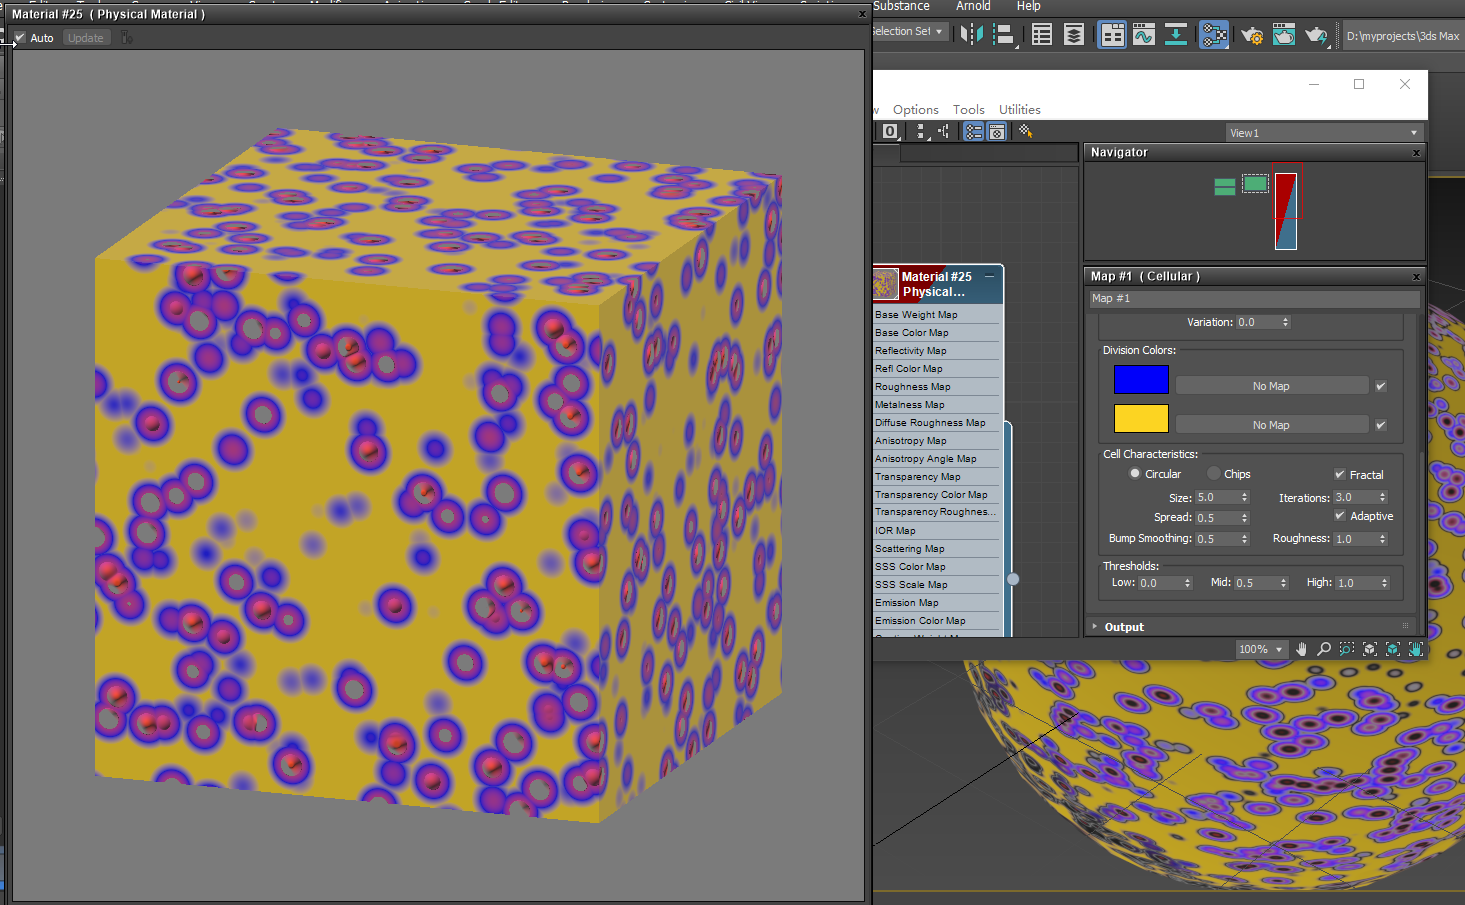 Substance Arnold Help
Material #25 ( Physical Material )
Auto Update
Selection Set
D:\myprojects\3ds Max
Options Tools Utilities
View1
Navigator
Material #25
Physical...
Base Weight Map
Base Color Map
Reflectivity Map
Refl Color Map
Roughness Map
Metalness Map
Diffuse Roughness Map
Anisotropy Map
Anisotropy Angle Map
Transparency Map
Transparency Color Map
Transparency Roughnes...
IOR Map
Scattering Map
SSS Color Map
SSS Scale Map
Emission Map
Emission Color Map
Map #1 ( Cellular )
Map #1
Variation: 0.0
Division Colors:
No Map
No Map
Cell Characteristics:
Circular Chips Fractal
Size: 5.0 Iterations: 3.0
Spread: 0.5 Adaptive
Bump Smoothing: 0.5 Roughness: 1.0
Thresholds:
Low: 0.0 Mid: 0.5 High: 1.0
Output
100%